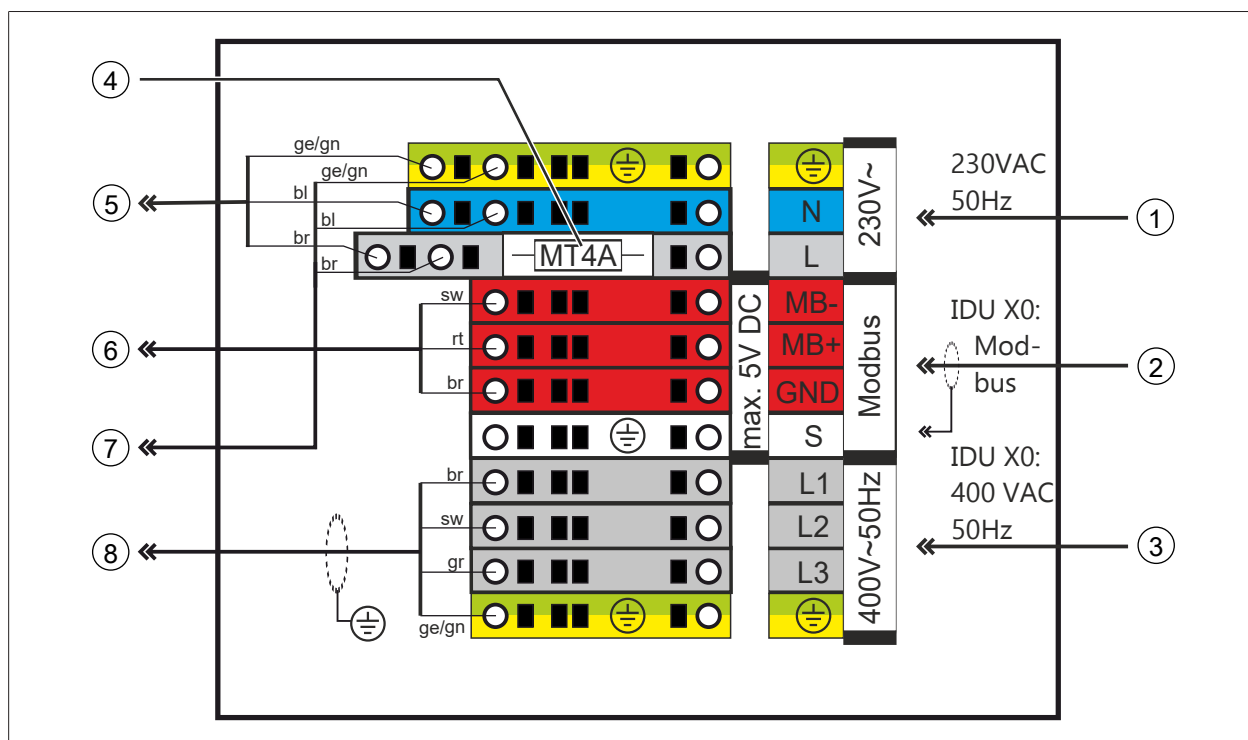 4
ge/gn
ge/gn
5
bl
bl
br
br
MT4A
N
L
230V~
230VAC
50Hz
1
6
sw
rt
br
max. 5V DC
MB-
MB+
GND
S
Modbus
IDU X0:
Mod-
bus
2
7
8
br
sw
gr
ge/gn
L1
L2
L3
400V~50Hz
IDU X0:
400 VAC
50Hz
3